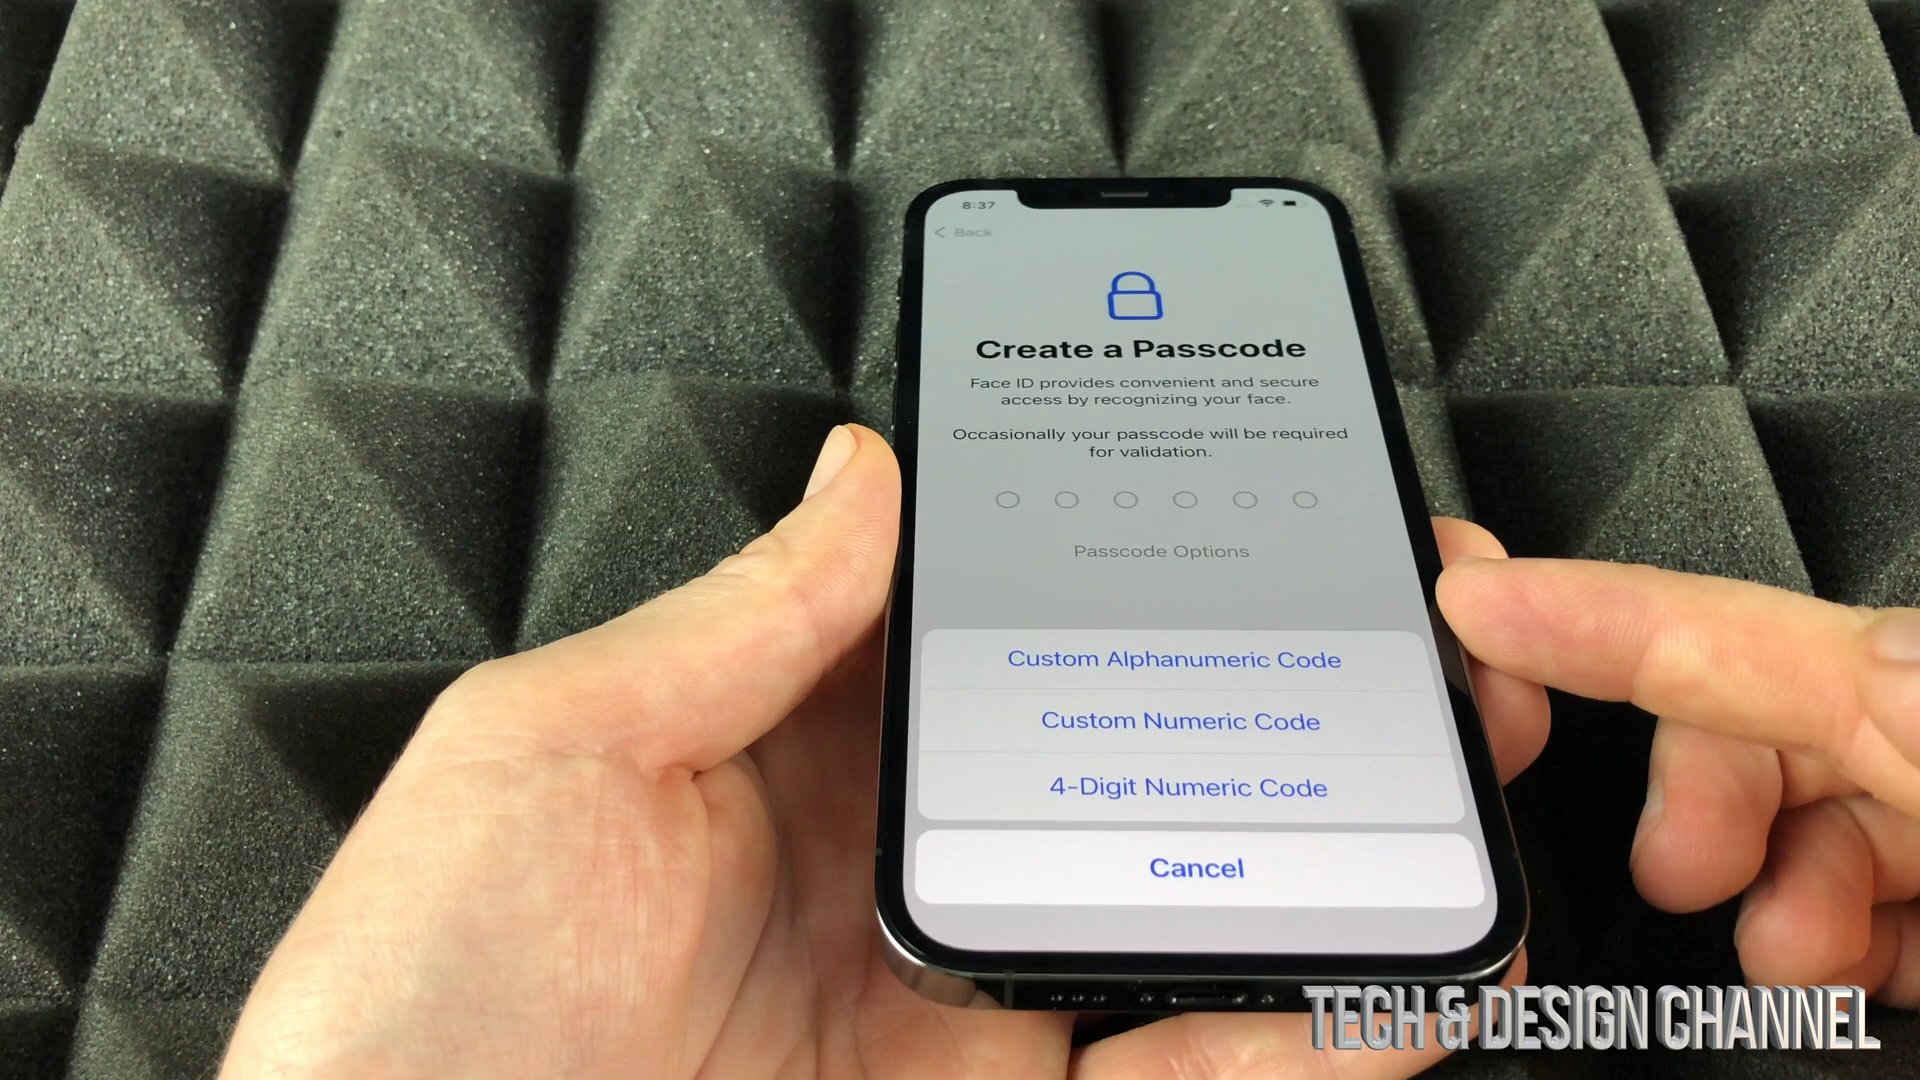 8:37
Back
Create a Passcode
Face ID provides convenient and secure
access by recognizing your face.
Occasionally your passcode will be required
for validation.
Passcode Options
Custom Alphanumeric Code
Custom Numeric Code
4-Digit Numeric Code
Cancel
TECH & DESIGN CHANNEL